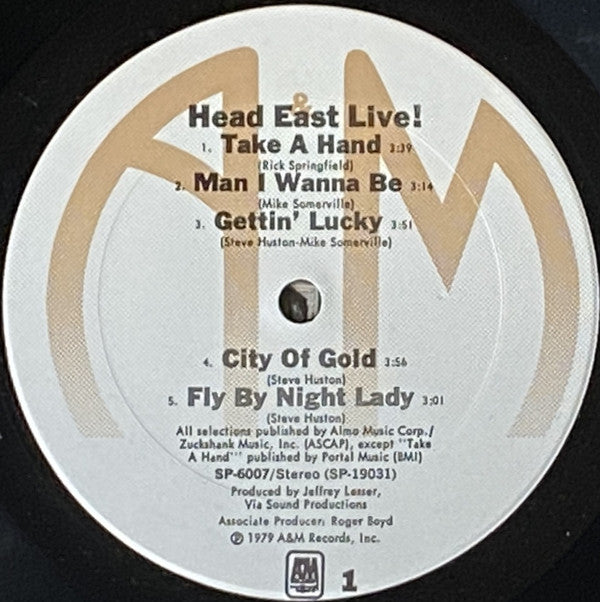 A&M
Head East Live!
1. Take A Hand 3:39
(Rick Springfield)
2. Man I Wanna Be 3:14
(Mike Somerville)
3. Gettin' Lucky 3:51
(Steve Huston-Mike Somerville)
4. City Of Gold 3:56
(Steve Huston)
5. Fly By Night Lady 3:01
(Steve Huston)
All selections published by Almo Music Corp./
Zuckshank Music, Inc. (ASCAP), except "Take
A Hand"" published by Portal Music (BMI)
SP-6007/Stereo (SP-19031)
Produced by Jeffrey Lesser,
Via Sound Productions
Associate Producer: Roger Boyd
℗ 1979 A&M Records, Inc.
A&M 1